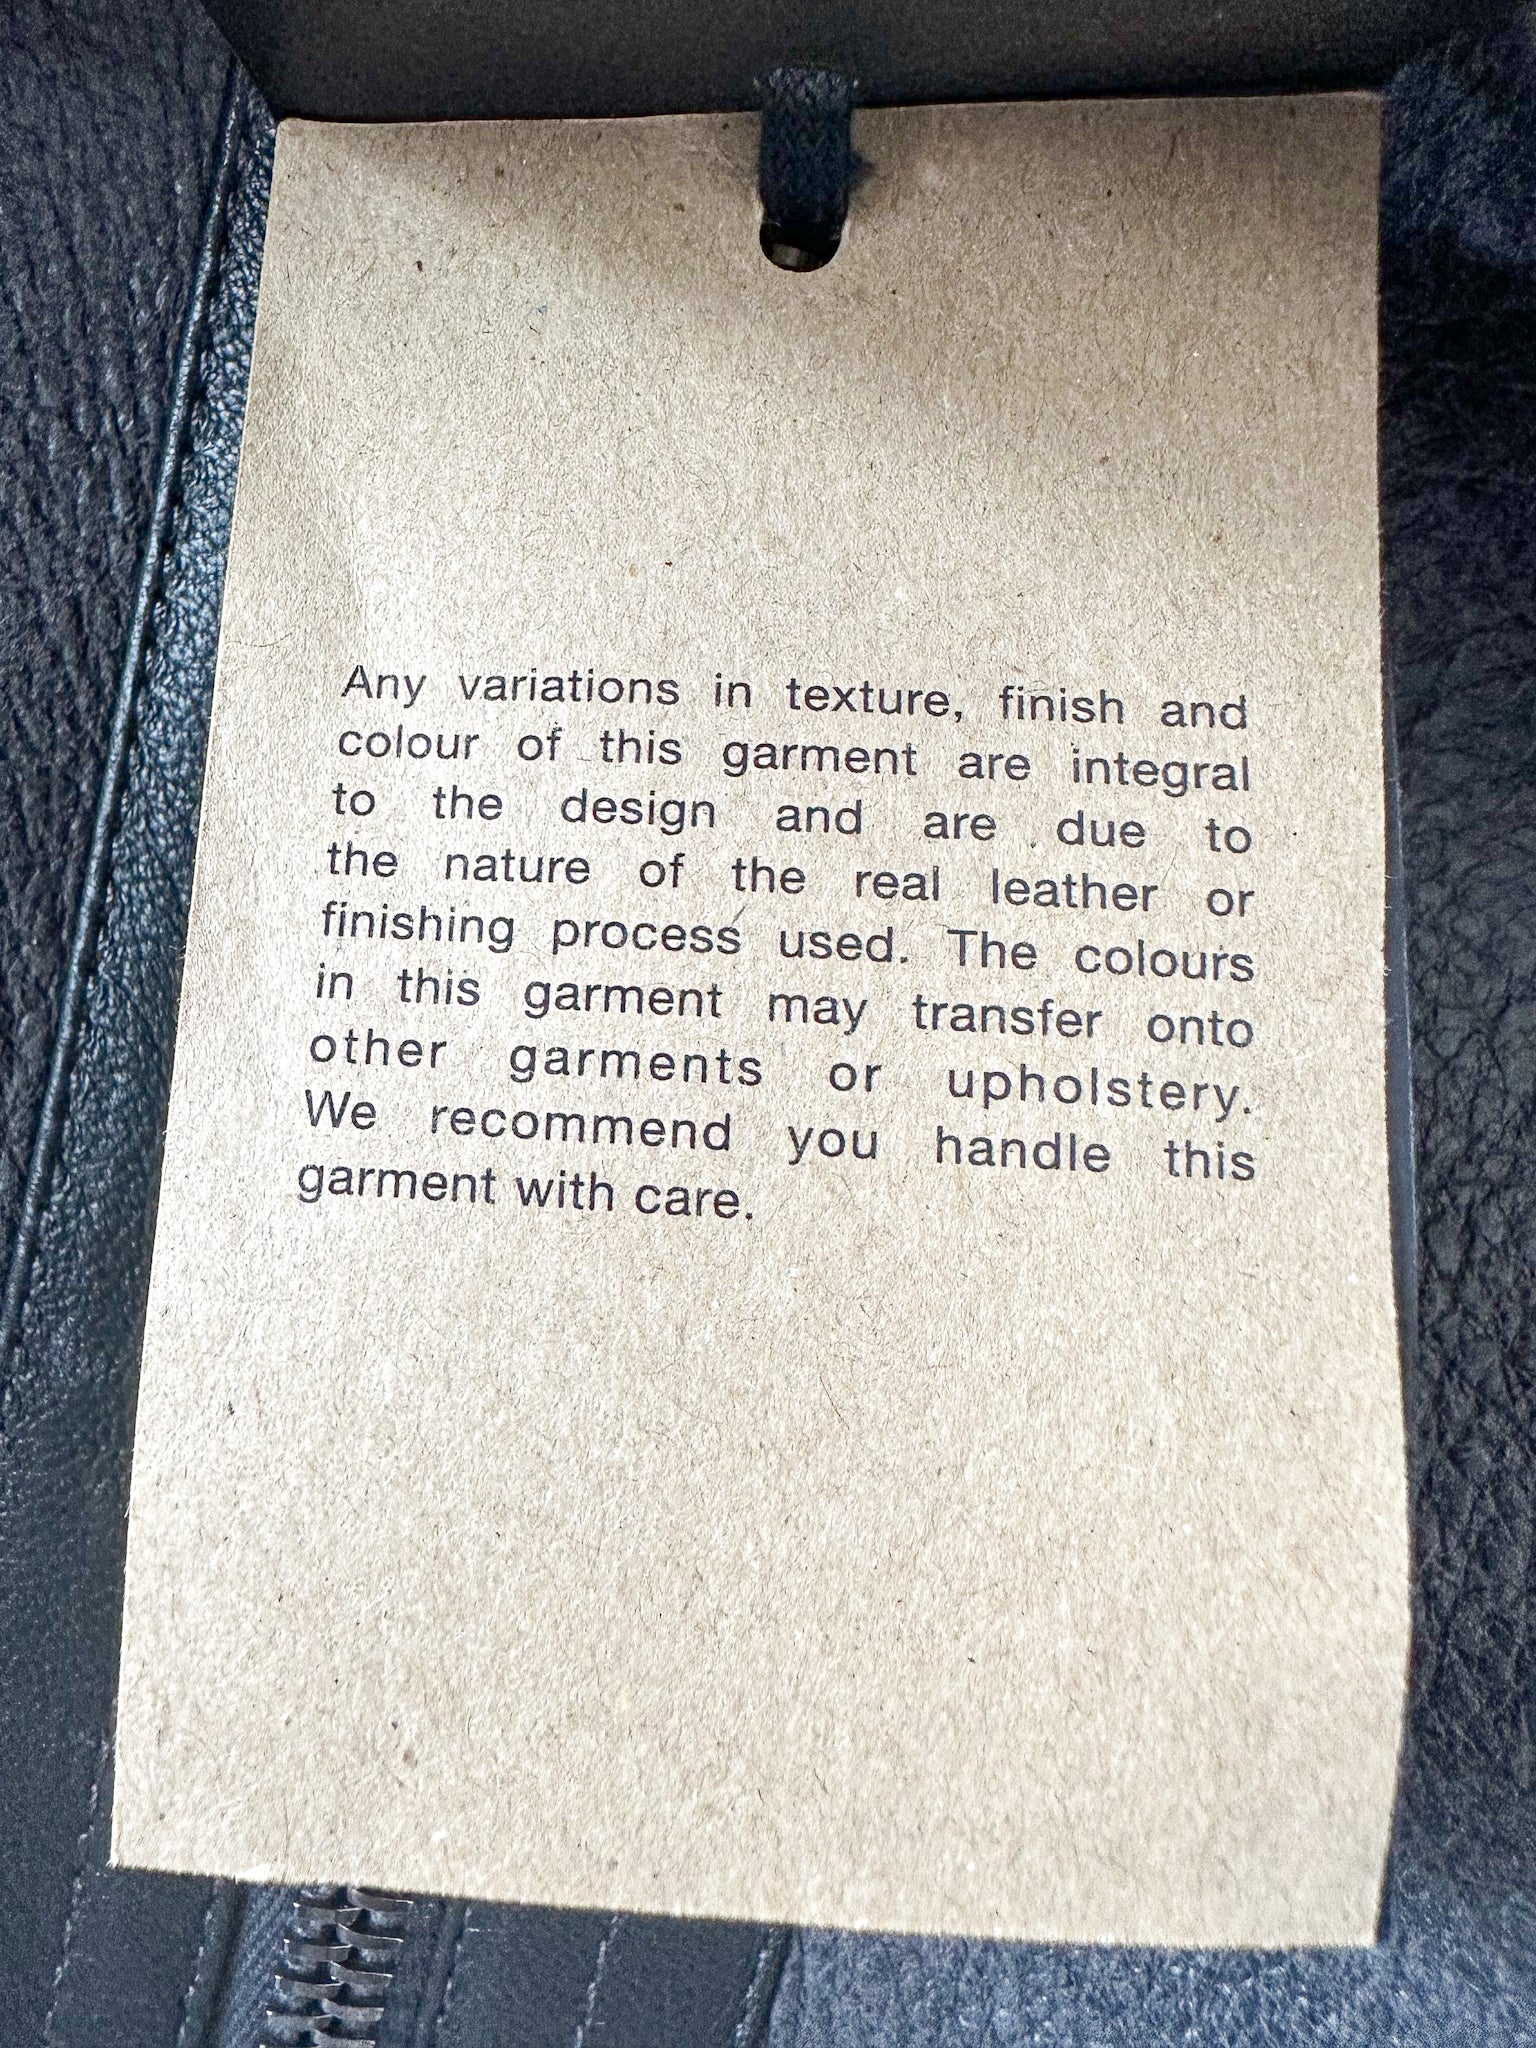 Any variations in texture, finish and
colour of this garment are integral
to the design and are due to
the nature of the real leather or
finishing process used. The colours
in this garment may transfer onto
other garments or upholstery.
We recommend you handle this
garment with care.